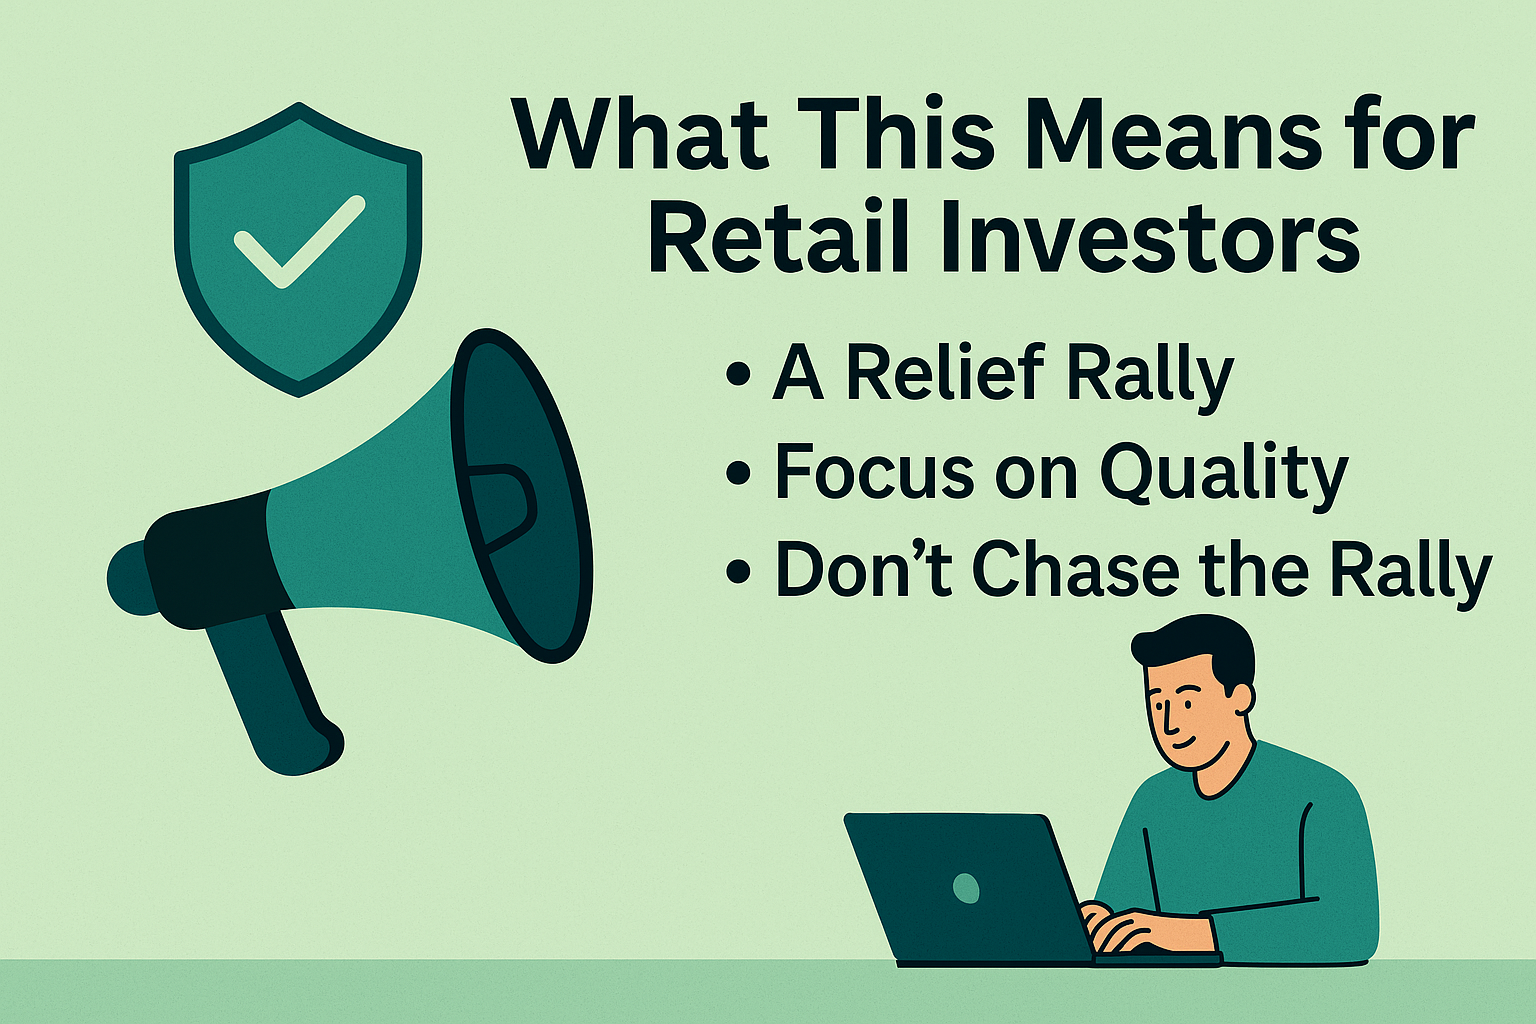 What This Means for
Retail Investors
• A Relief Rally
• Focus on Quality
• Don’t Chase the Rally